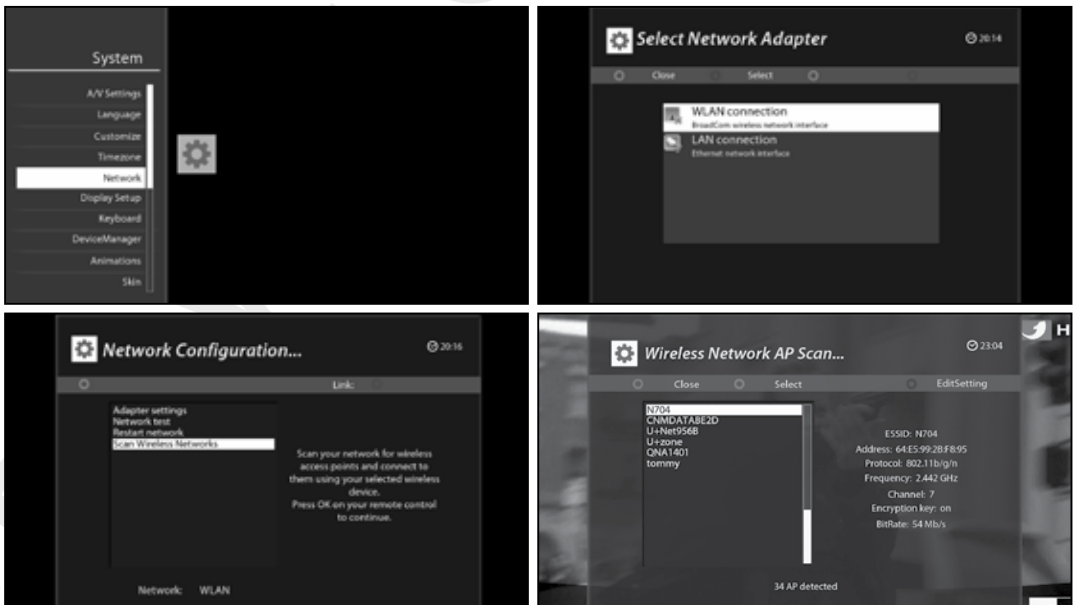 System
A/V Settings
Language
Customize
Timezone
Network
Display Setup
Keyboard
DeviceManager
Animations
Skin
Select Network Adapter
20:14
Close Select
WLAN connection
BroadCom wireless network interface
LAN connection
Ethernet network interface
Network Configuration...
20:16
Link:
Adapter settings
Network test
Restart network
Scan Wireless Networks
Scan your network for wireless
access points and connect to
them using your selected wireless
device.
Press OK on your remote control
to continue.
Network: WLAN
Wireless Network AP Scan...
23:04
H
Close Select EditSetting
N704
CNMDATABE2D
U+Net956B
U+zone
QNA1401
tommy
ESSID: N704
Address: 64:E5:99:2B:F8:95
Protocol: 802.11b/g/n
Frequency: 2.442 GHz
Channel: 7
Encryption key: on
BitRate: 54 Mb/s
34 AP detected